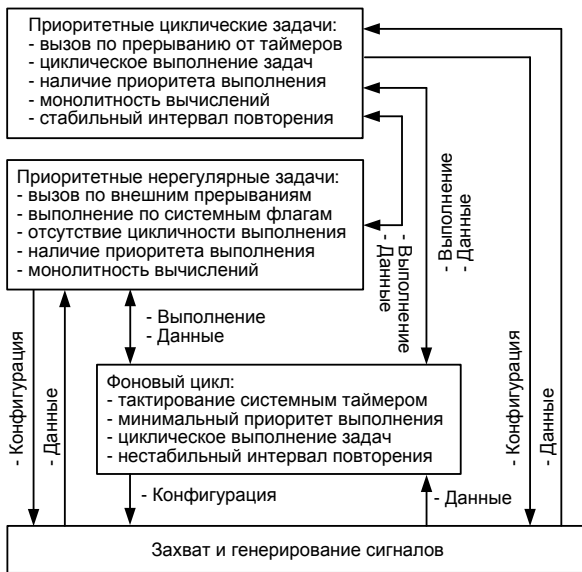 Приоритетные циклические задачи:
- вызов по прерыванию от таймеров
- циклическое выполнение задач
- наличие приоритета выполнения
- монолитность вычислений
- стабильный интервал повторения
Приоритетные нерегулярные задачи:
- вызов по внешним прерываниям
- выполнение по системным флагам
- отсутствие цикличности выполнения
- наличие приоритета выполнения
- монолитность вычислений
- Выполнение
- Данные
- Выполнение
- Данные
- Выполнение
- Данные
Фоновый цикл:
- тактирование системным таймером
- минимальный приоритет выполнения
- циклическое выполнение задач
- нестабильный интервал повторения
- Конфигурация
- Данные
- Конфигурация
- Данные
- Конфигурация
- Данные
Захват и генерирование сигналов